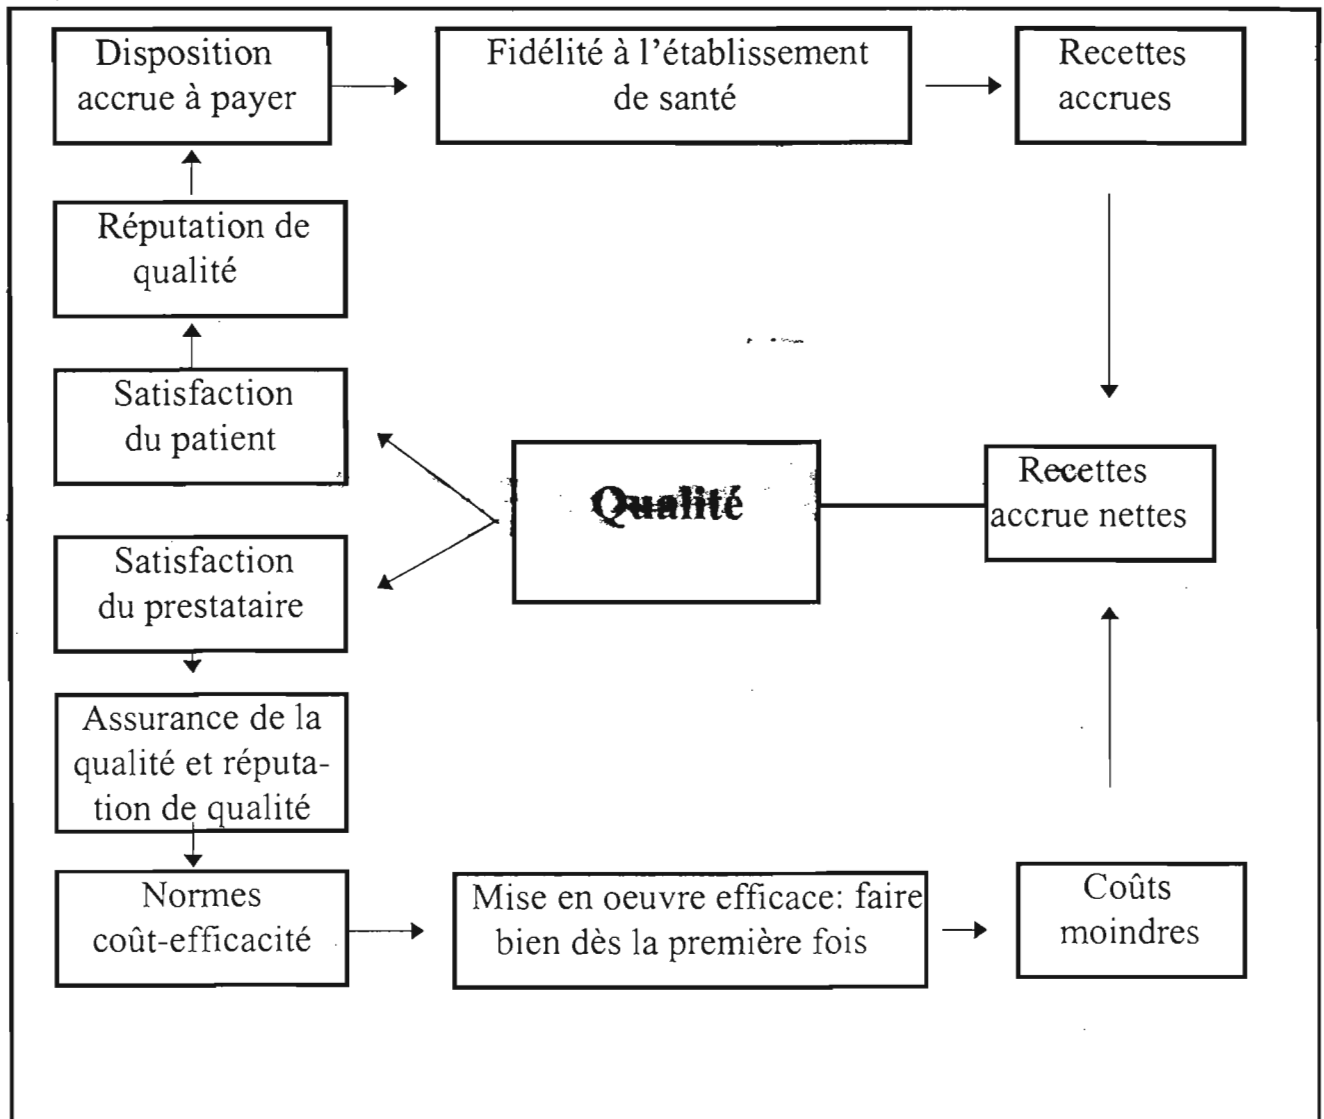 Disposition
accrue à payer
Fidélité à l'établissement
de santé
Recettes
accrues
Réputation de
qualité
Satisfaction
du patient
Qualité
Recettes
accrue nettes
Satisfaction
du prestataire
Assurance de la
qualité et réputa-
tion de qualité
Normes
coût-efficacité
Mise en oeuvre efficace: faire
bien dès la première fois
Coûts
moindres